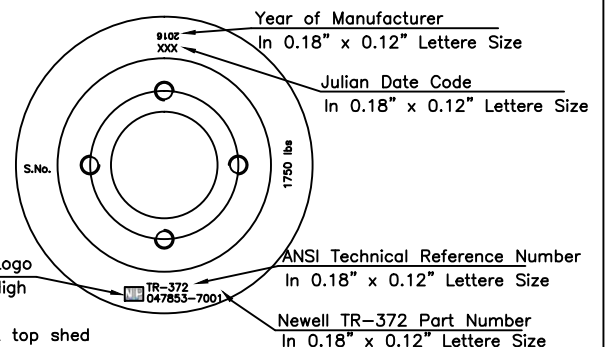 Year of Manufacturer
In 0.18" x 0.12" Lettere Size
2016
XXX
Julian Date Code
In 0.18" x 0.12" Lettere Size
S.No.
1750 lbs
ANSI Technical Reference Number
In 0.18" x 0.12" Lettere Size
ogo
igh
TR-372
047853-7001
Newell TR-372 Part Number
In 0.18" x 0.12" Lettere Size
top shed